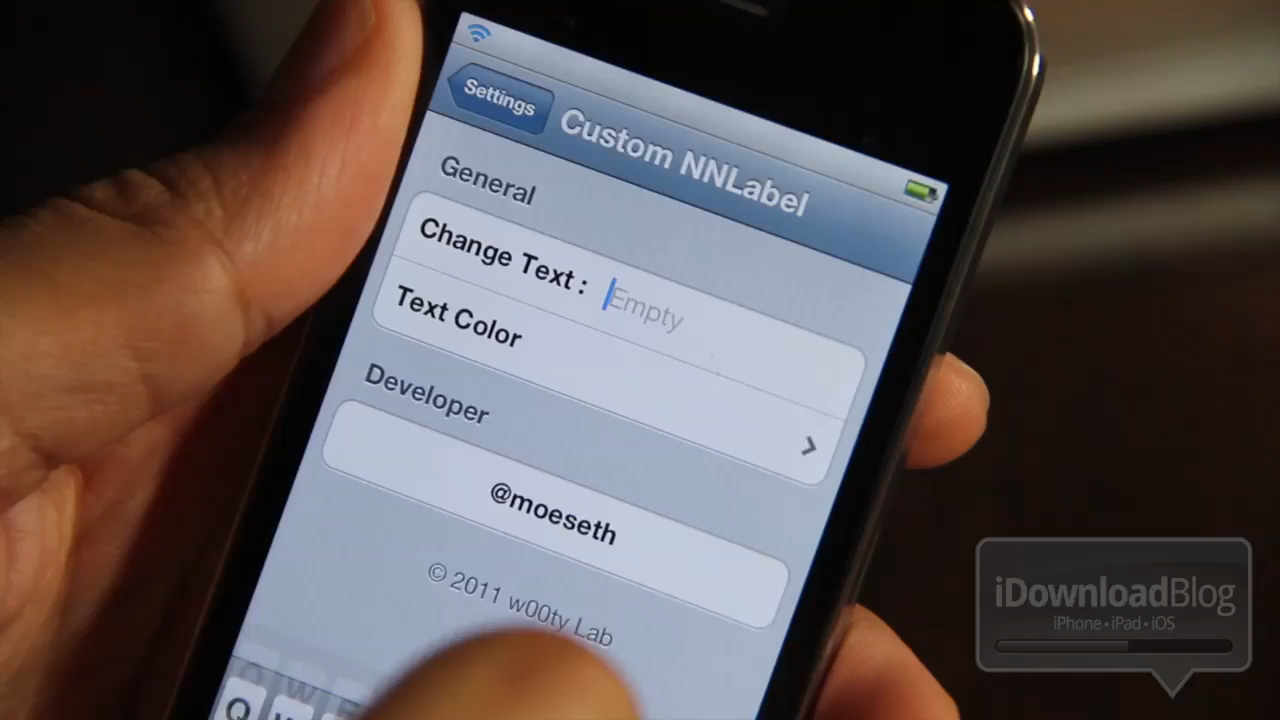 Settings
Custom NNLabel
General
Change Text : Empty
Text Color
Developer
@moeseth
© 2011 w00ty Lab
Q W
iDownloadBlog
iPhone • iPad • iOS